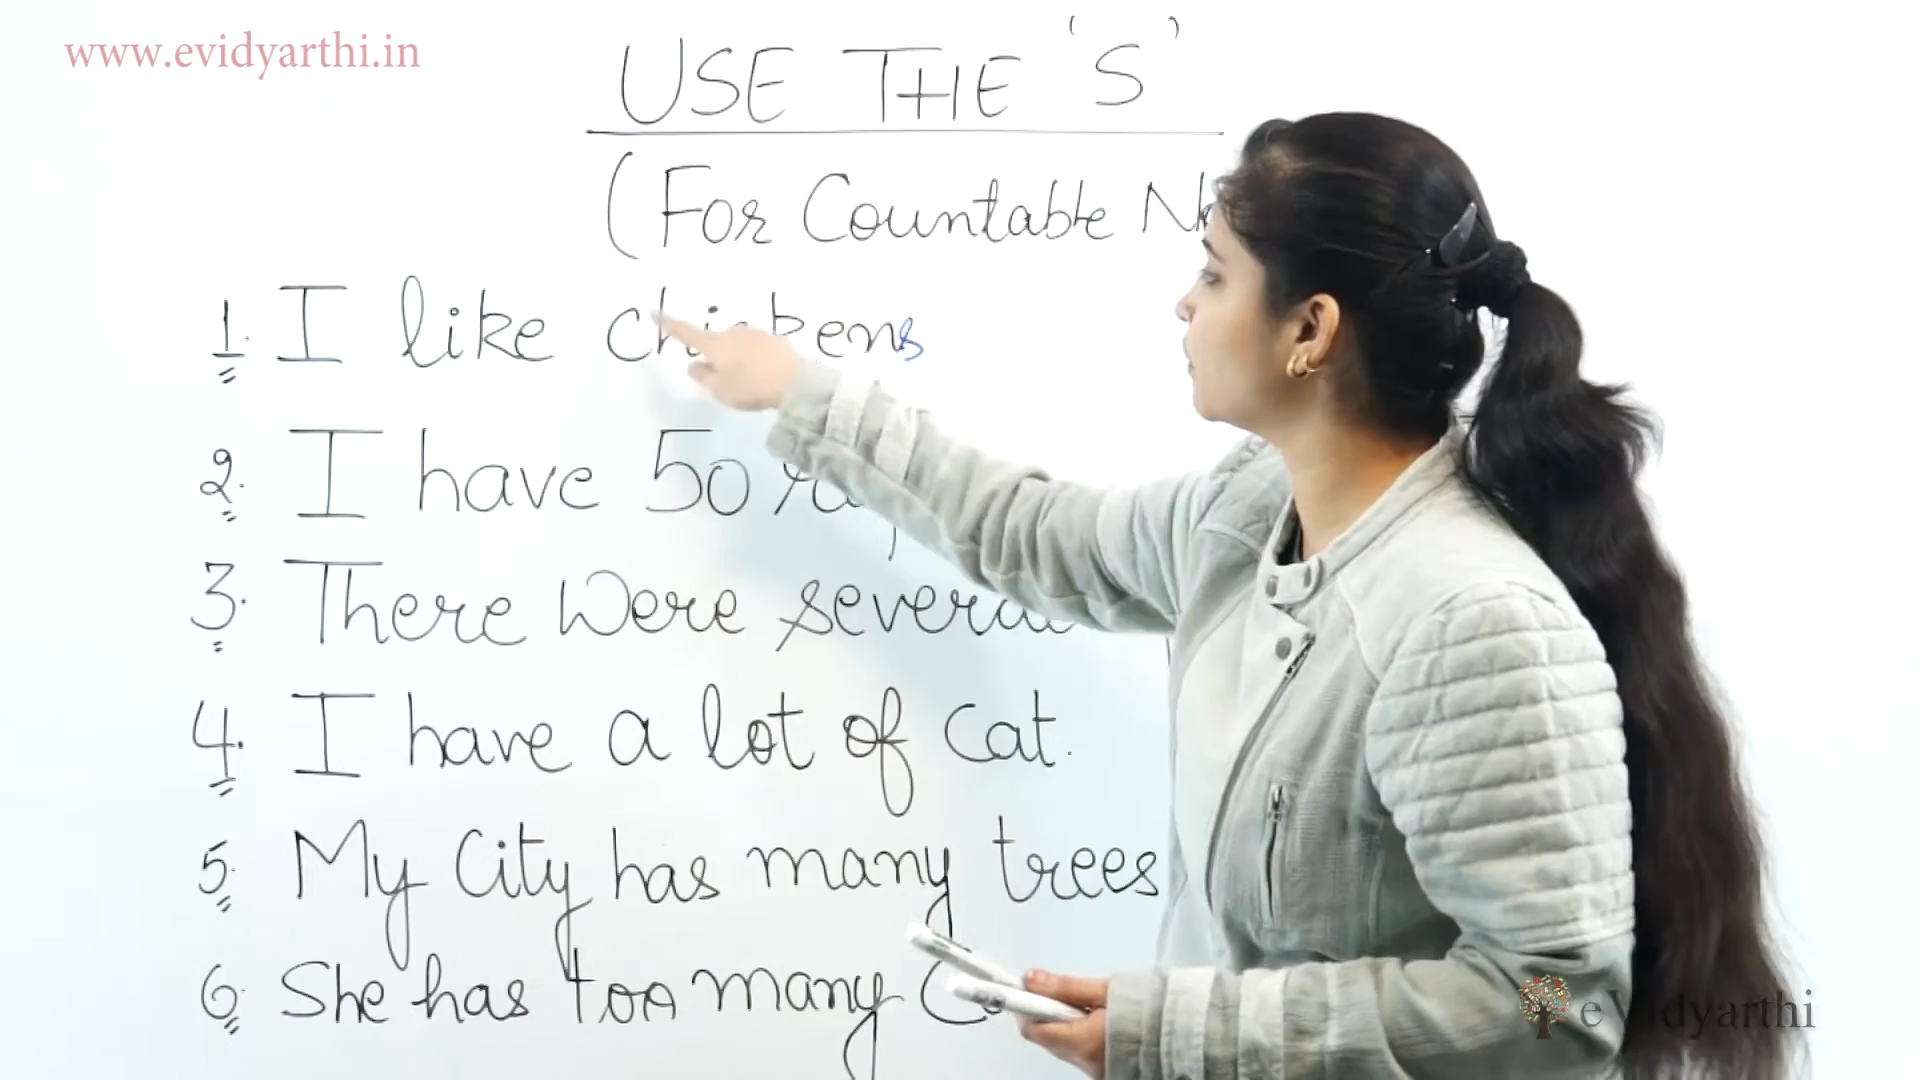 www.evidyarthi.in
USE THE 'S'
(For Countable
1. I like chickens
2. I have 50
3. There were
4. I have a lot of cat.
5. My City has many trees
6. She has too many
eVidyarthi